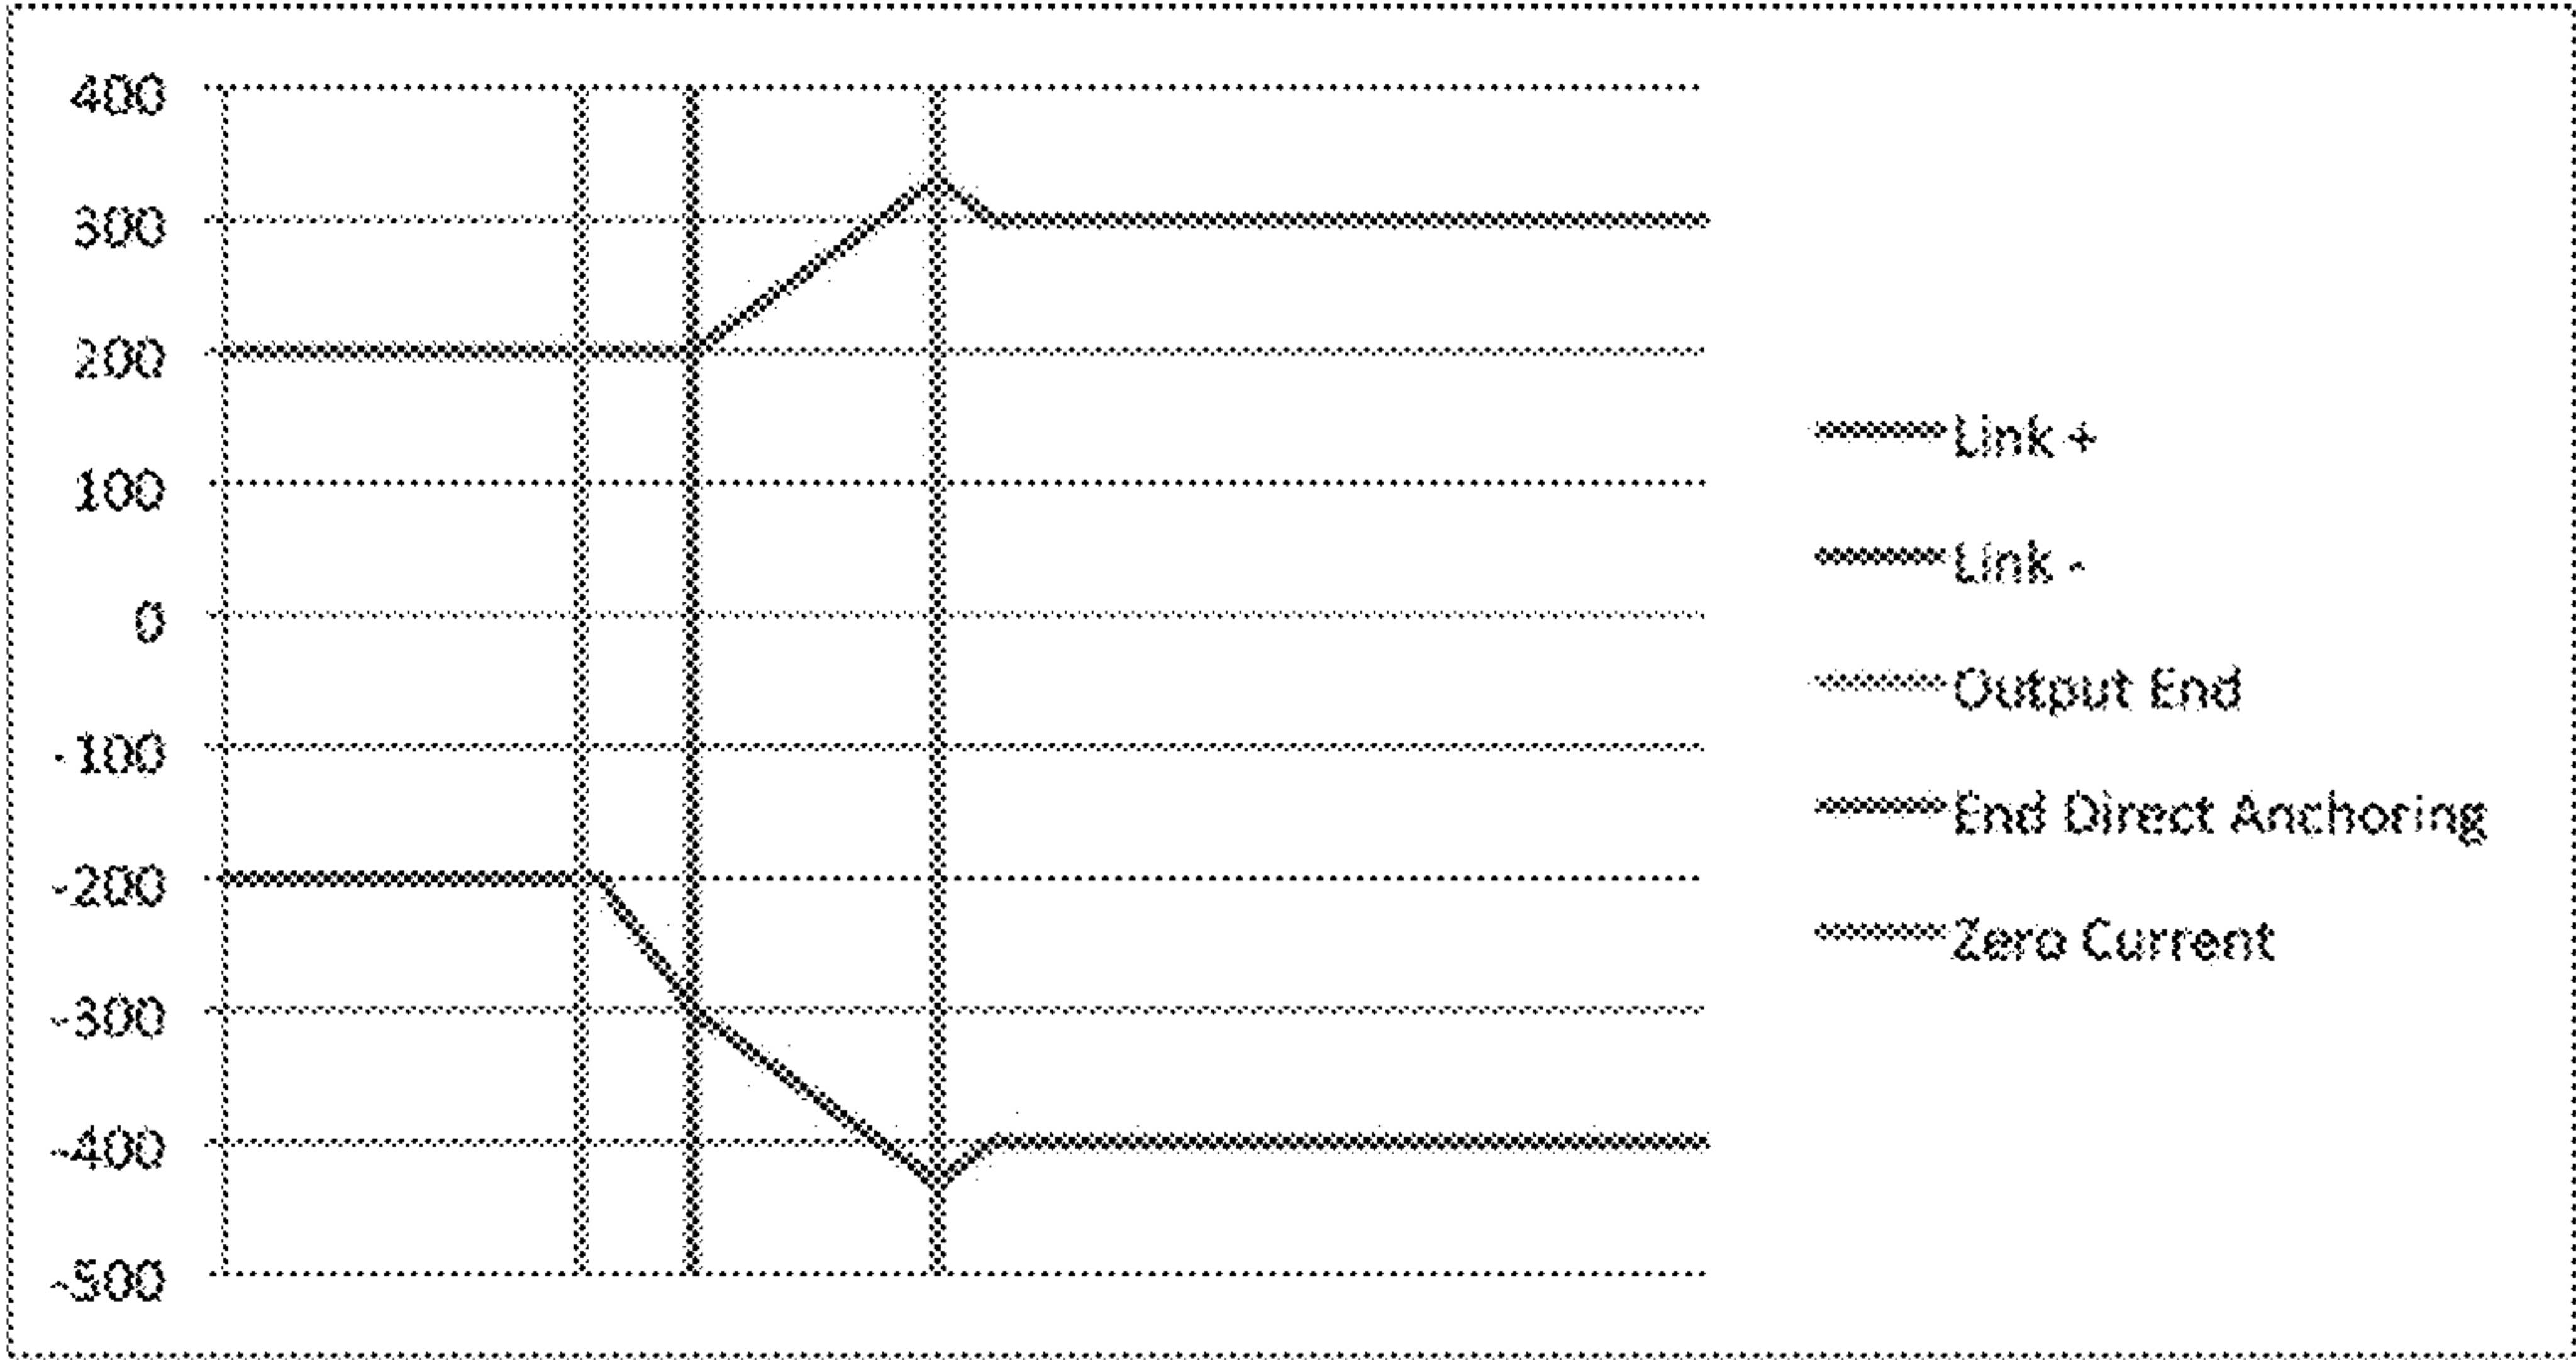 400
300
200
100
0
-100
-200
-300
-400
-500
Link +
Link -
Output End
End Direct Anchoring
Zero Current